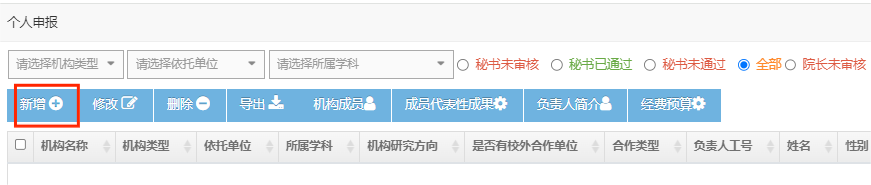 个人申报
请选择机构类型 请选择依托单位 请选择所属学科 秘书未审核 秘书已通过 秘书未通过 全部 院长未审核
新增 修改 删除 导出 机构成员 成员代表性成果 负责人简介 经费预算
机构名称 机构类型 依托单位 所属学科 机构研究方向 是否有校外合作单位 合作类型 负责人工号 姓名 性别